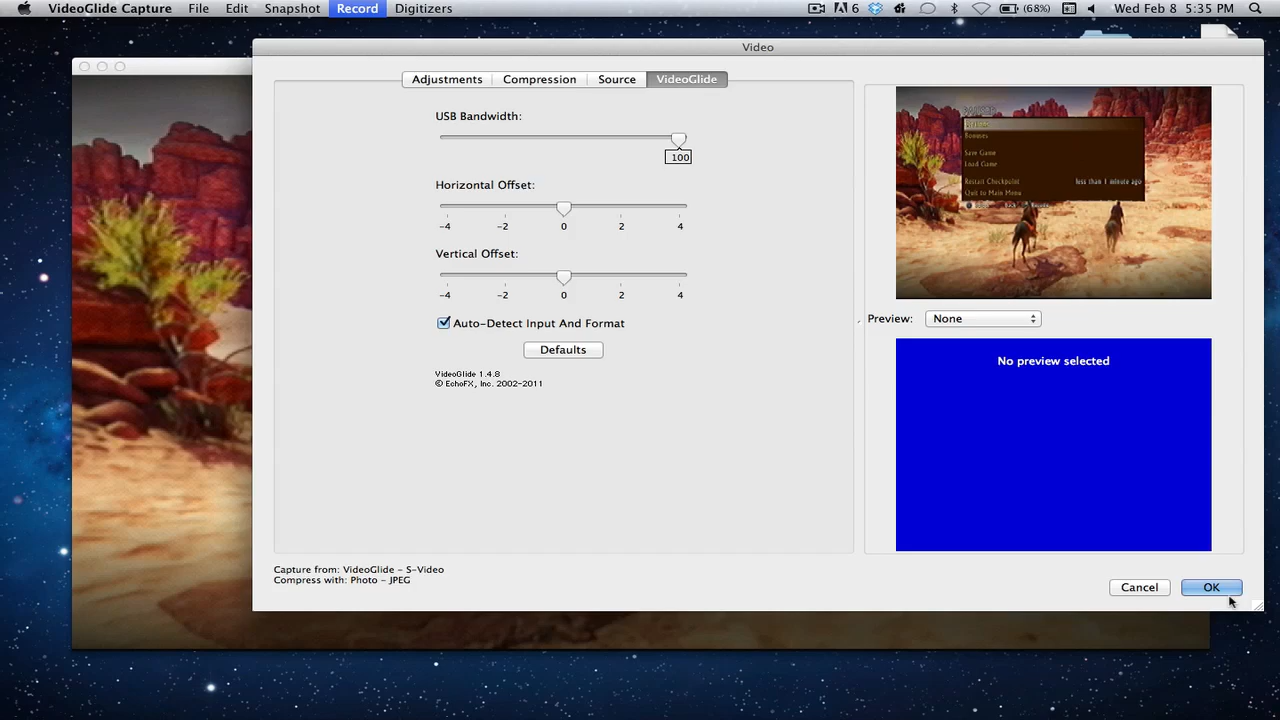 VideoGlide Capture File Edit Snapshot Record Digitizers 6 (68%) Wed Feb 8 5:35 PM
Video
Adjustments Compression Source VideoGlide
USB Bandwidth:
100
Horizontal Offset:
-4 -2 0 2 4
Vertical Offset:
-4 -2 0 2 4
Auto-Detect Input And Format
Defaults
VideoGlide 1.4.8
© EchoFX, Inc. 2002-2011
Bonuses
Save Game
Load Game
Restart Checkpoint less than 1 minute ago
Quit to Main Menu
Preview: None
No preview selected
Capture from: VideoGlide - S-Video
Compress with: Photo - JPEG
Cancel OK